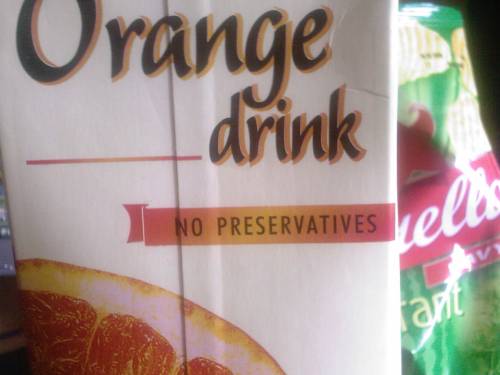 Orange
drink
NO PRESERVATIVES